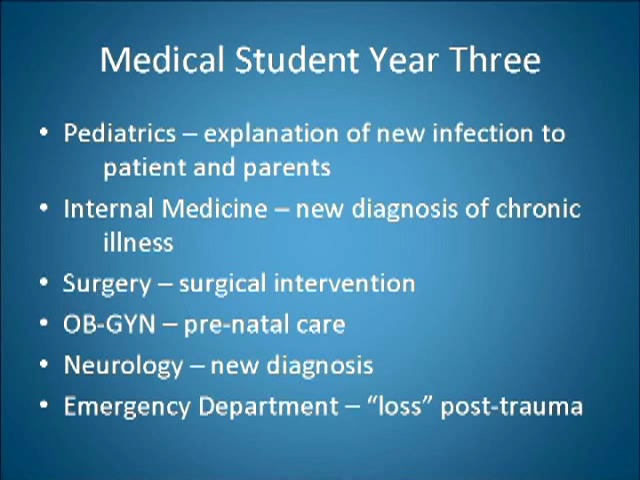 Medical Student Year Three
• Pediatrics – explanation of new infection to
patient and parents
• Internal Medicine – new diagnosis of chronic
illness
• Surgery – surgical intervention
• OB-GYN – pre-natal care
• Neurology – new diagnosis
• Emergency Department – “loss” post-trauma